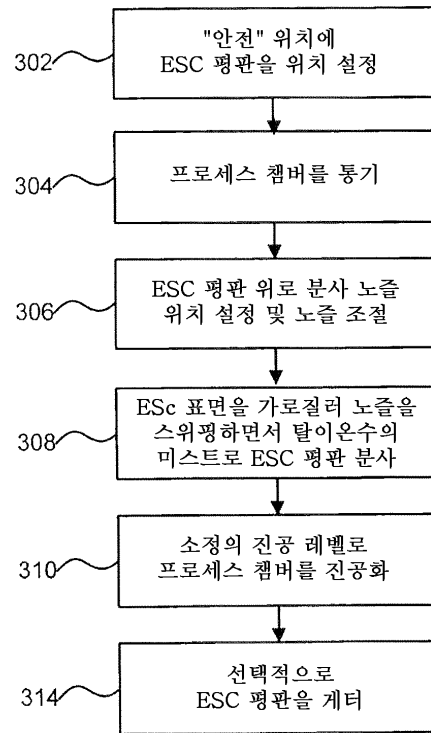 302
"안전" 위치에
ESC 평판을 위치 설정
304
프로세스 챔버를 통기
306
ESC 평판 위로 분사 노즐
위치 설정 및 노즐 조절
308
ESc 표면을 가로질러 노즐을
스위핑하면서 탈이온수의
미스트로 ESC 평판 분사
310
소정의 진공 레벨로
프로세스 챔버를 진공화
314
선택적으로
ESC 평판을 게터